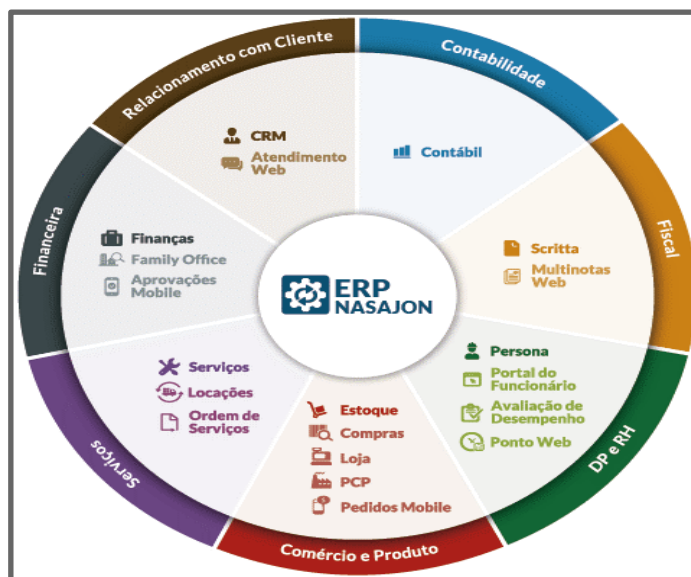 Relacionamento com Cliente
CRM
Atendimento
Web
Contabilidade
Contábil
Fiscal
Scritta
Multinotas
Web
DP e RH
Persona
Portal do
Funcionário
Avaliação de
Desempenho
Ponto Web
Comércio e Produto
Estoque
Compras
Loja
PCP
Pedidos Mobile
Serviços
Serviços
Locações
Ordem de
Serviços
Financeira
Finanças
Family Office
Aprovações
Mobile
ERP
NASAJON